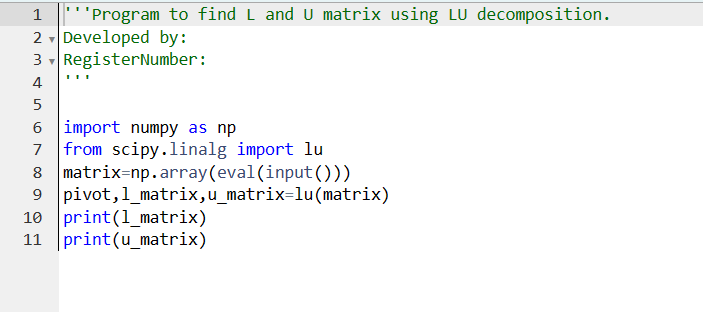 1 '''Program to find L and U matrix using LU decomposition.
2 Developed by:
3 RegisterNumber:
4 '''
5
6 import numpy as np
7 from scipy.linalg import lu
8 matrix=np.array(eval(input()))
9 pivot,l_matrix,u_matrix=lu(matrix)
10 print(l_matrix)
11 print(u_matrix)